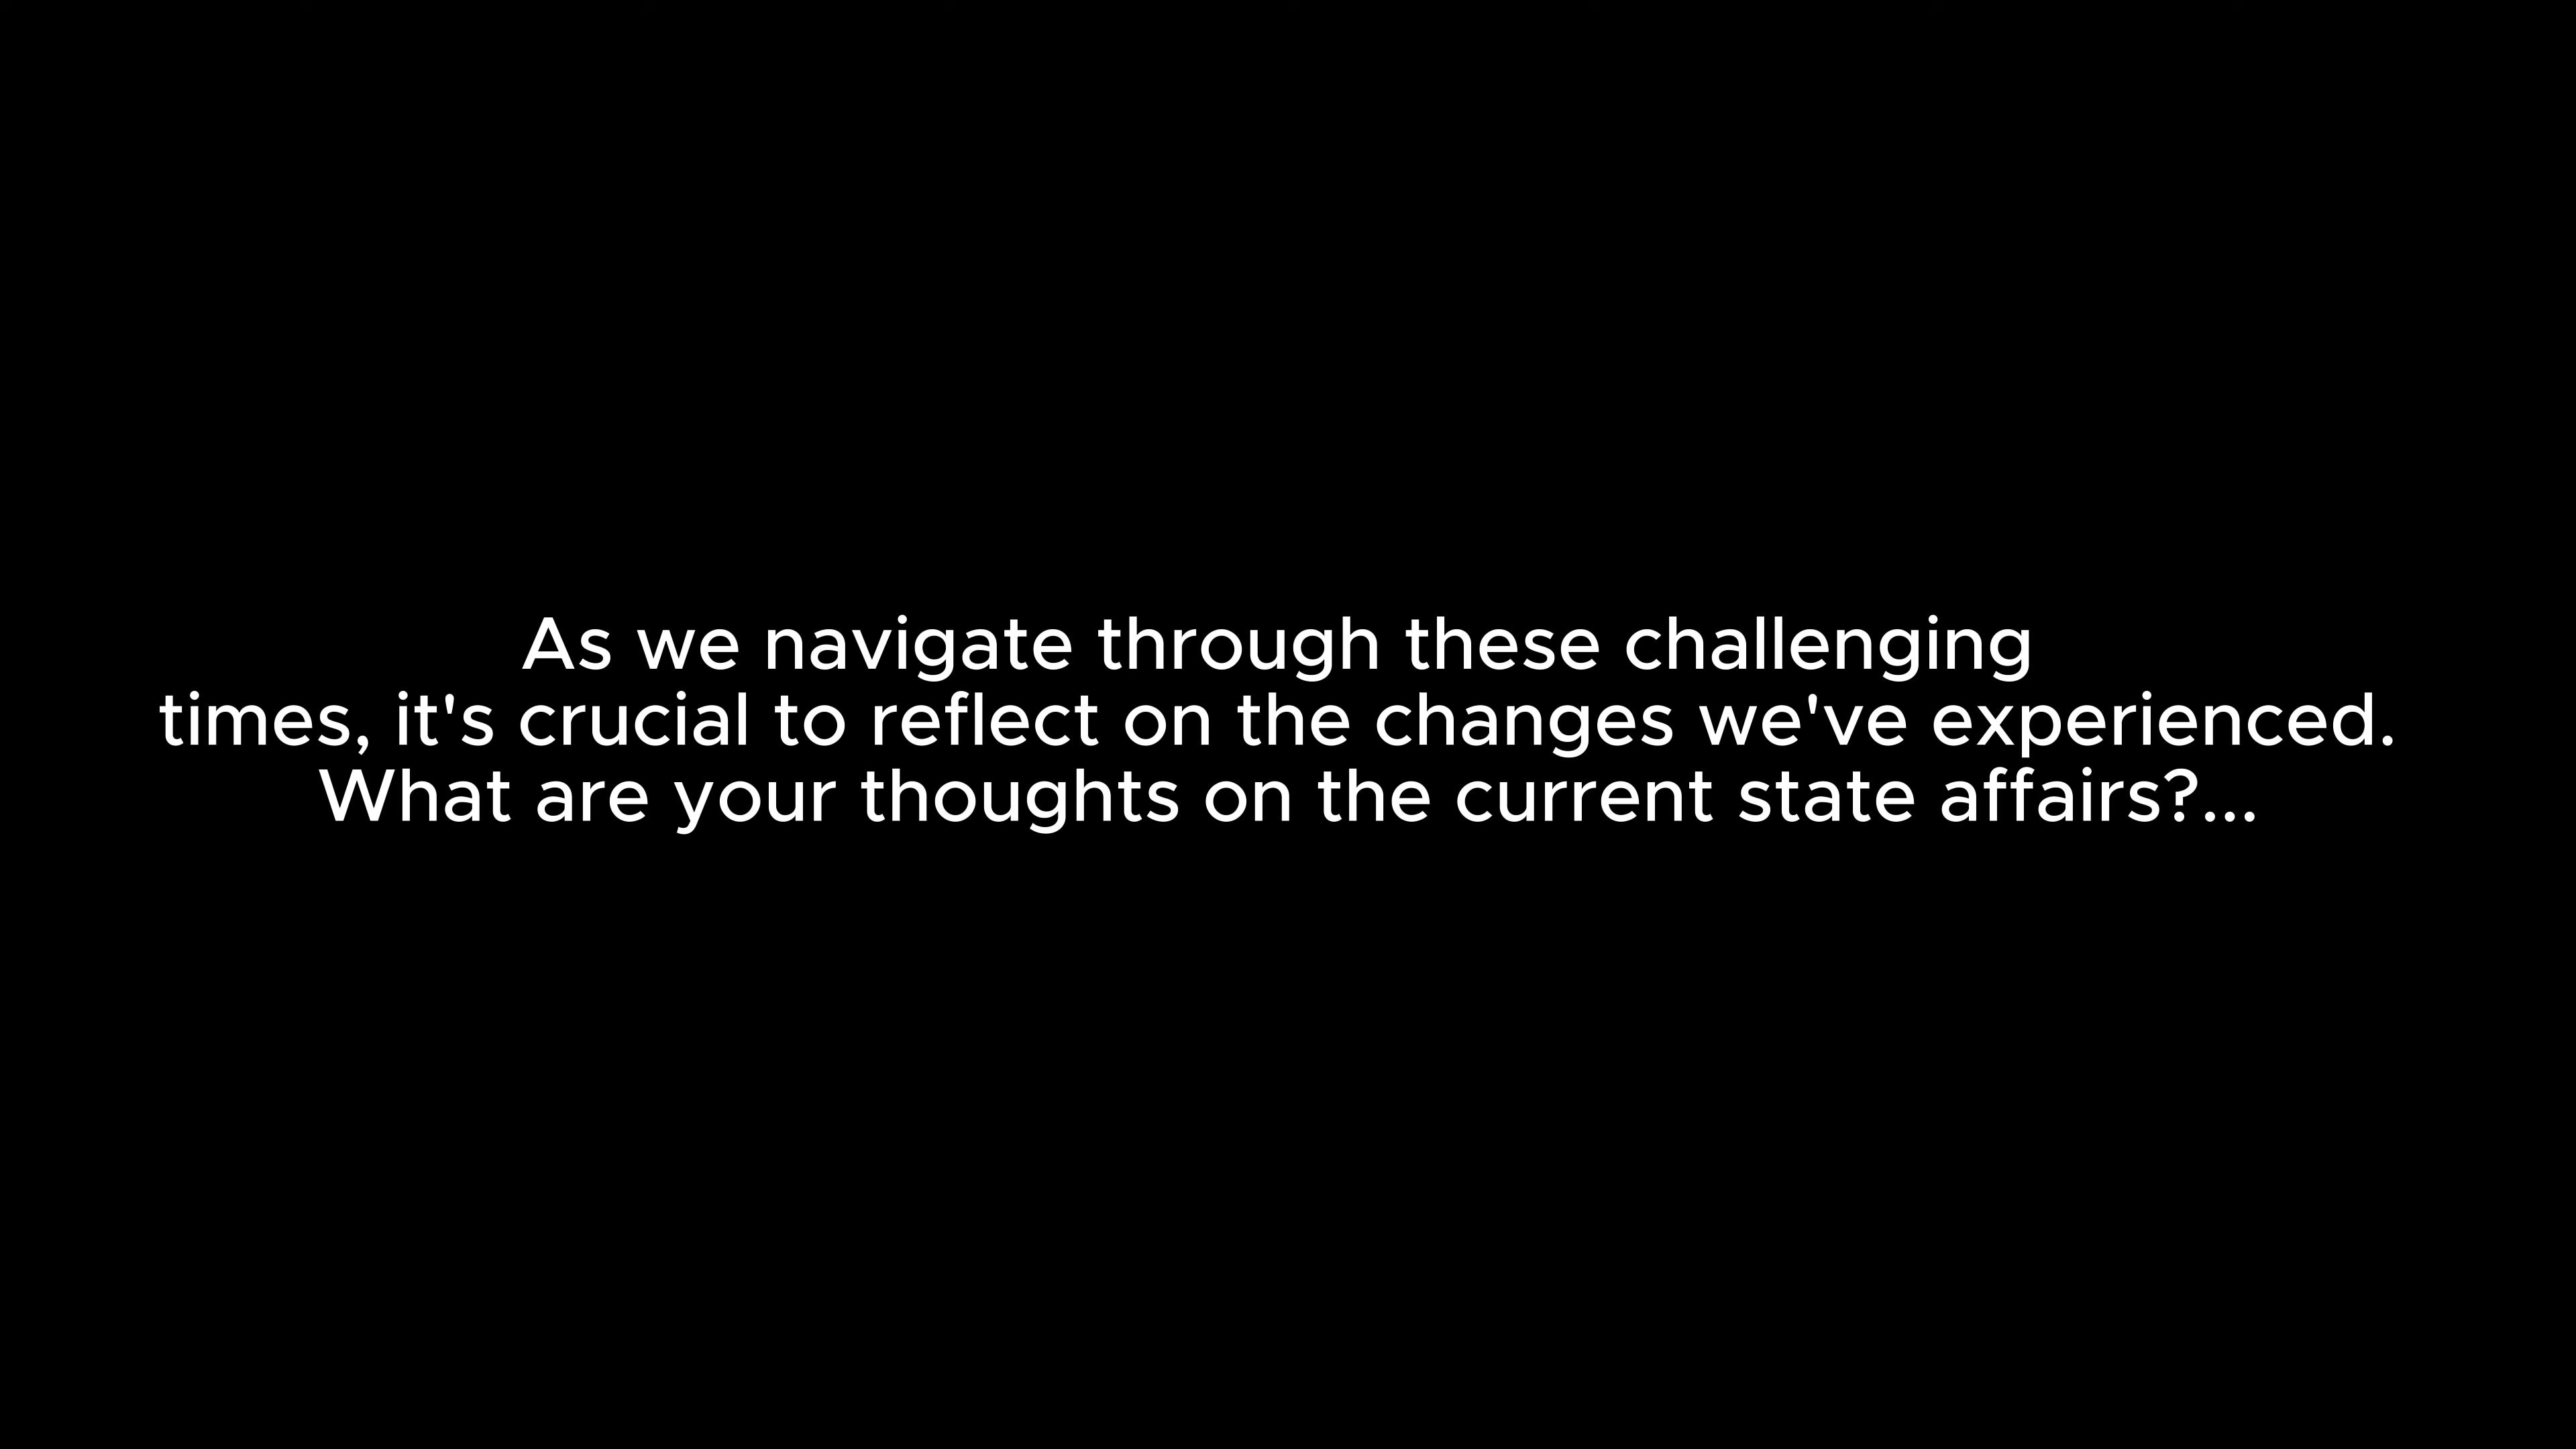 As we navigate through these challenging
times, it's crucial to reflect on the changes we've experienced.
What are your thoughts on the current state affairs?...